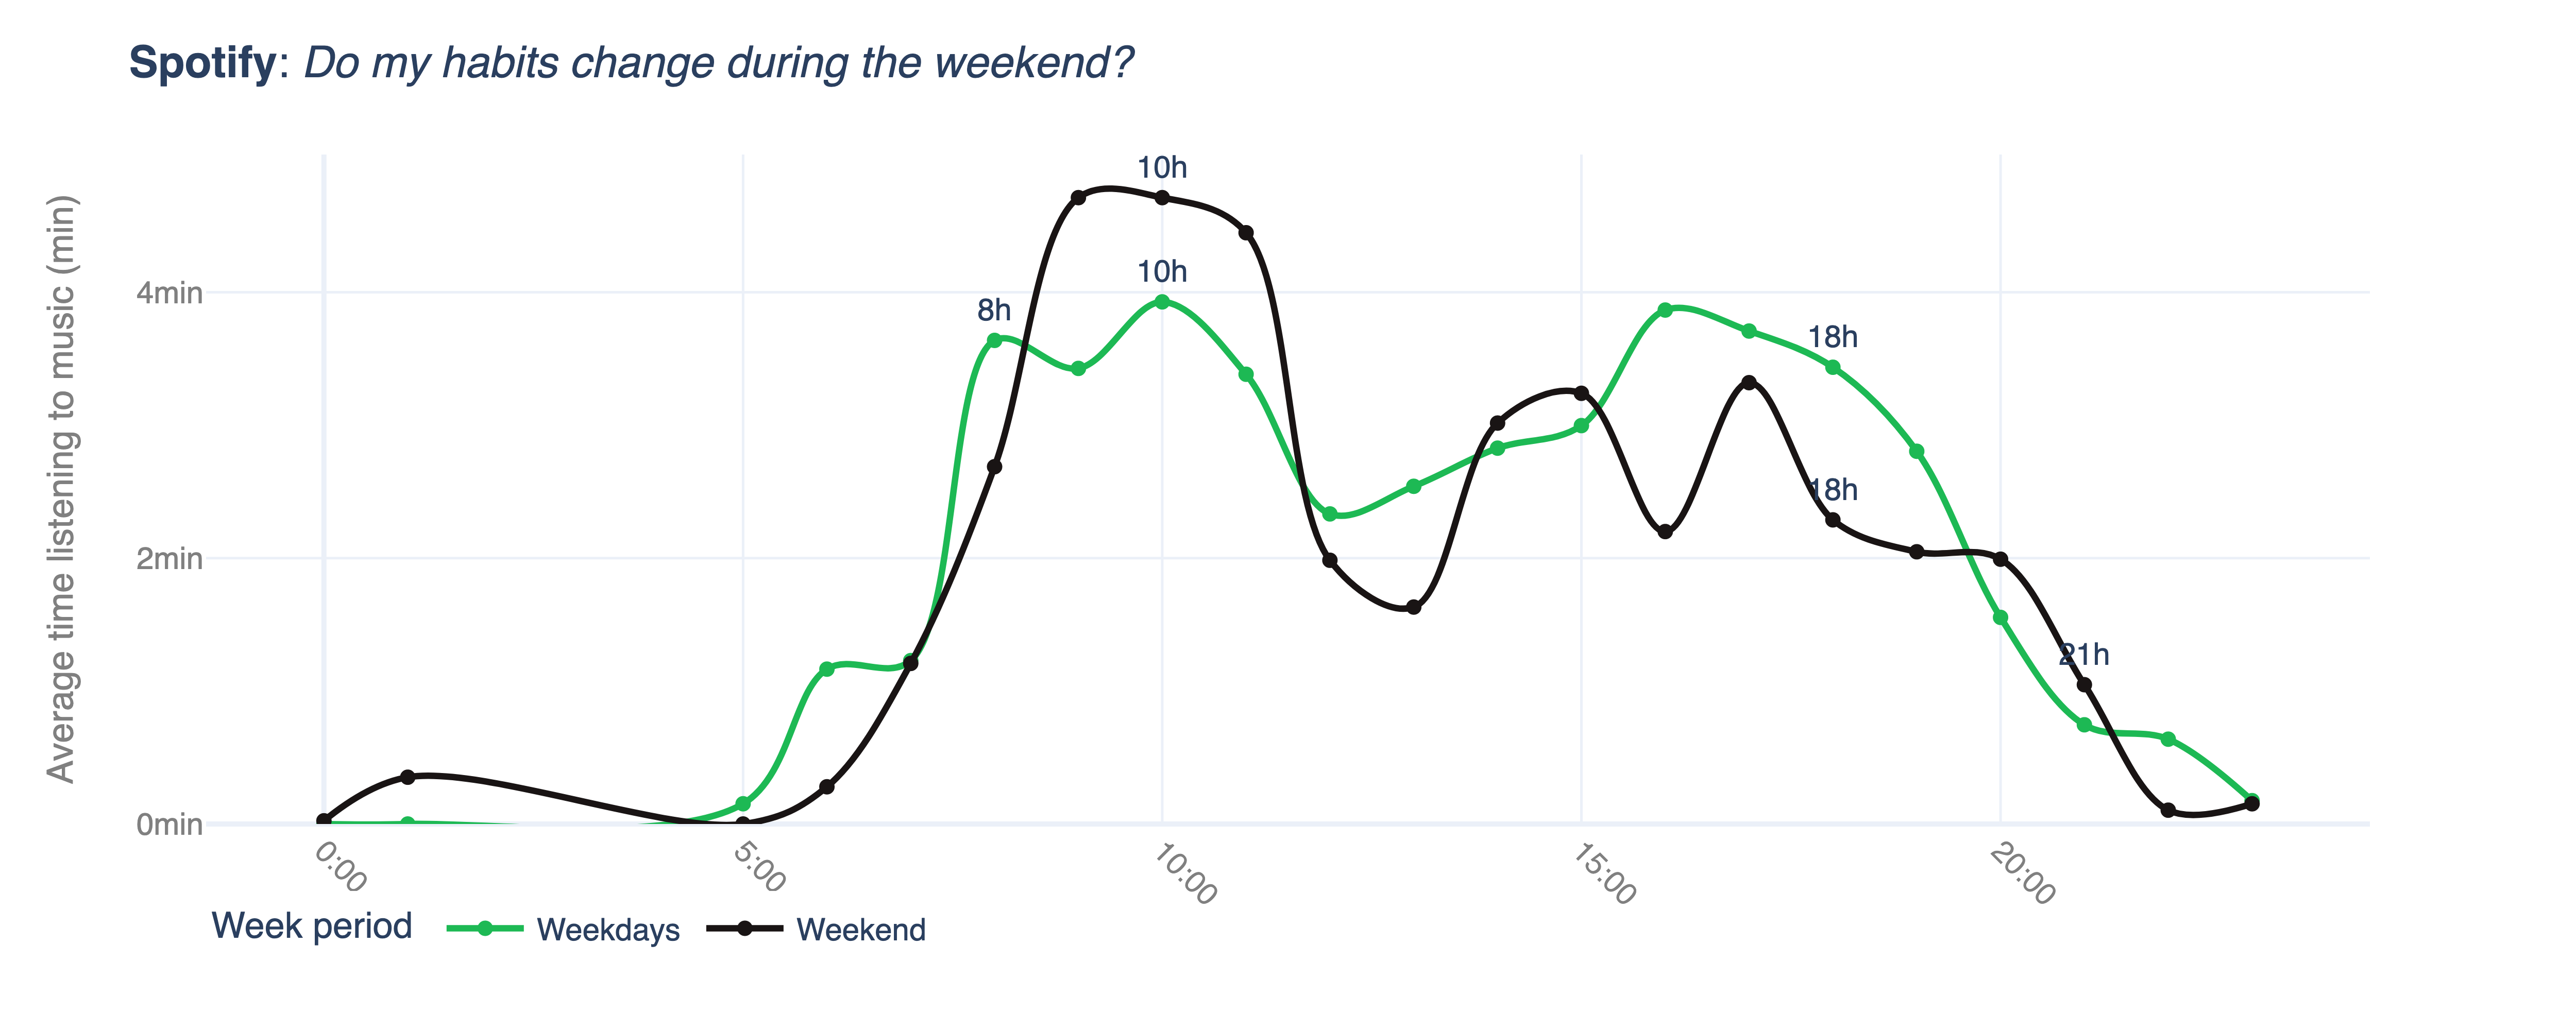 Spotify: Do my habits change during the weekend?
Average time listening to music (min)
4min
2min
0min
10h
10h
8h
18h
18h
21h
0:00
5:00
10:00
15:00
20:00
Week period
Weekdays
Weekend